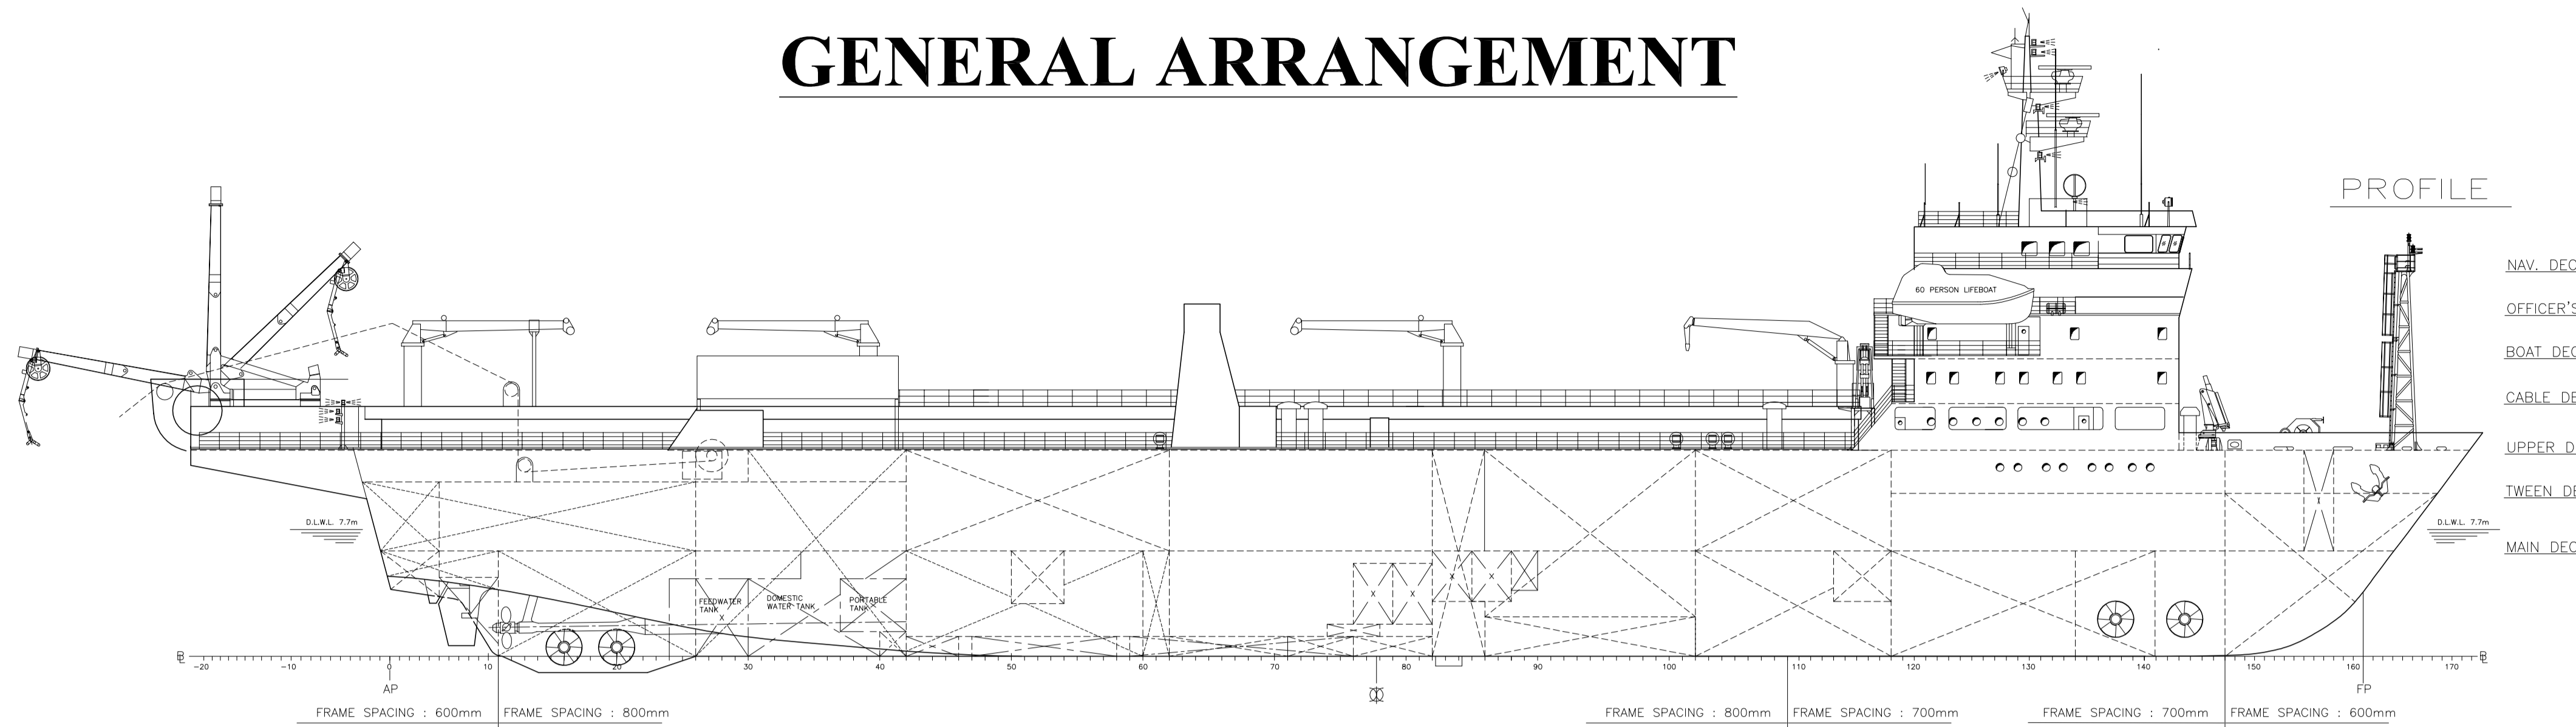 GENERAL ARRANGEMENT
PROFILE
60 PERSON LIFEBOAT
NAV. DEC
OFFICER'S
BOAT DEC
CABLE DE
UPPER D
TWEEN DE
MAIN DEC
D.L.W.L. 7.7m
D.L.W.L. 7.7m
FEEDWATER
TANK
X
DOMESTIC
WATER TANK
PORTABLE
TANK
X X X X
X
-20 -10 0 10 20 30 40 50 60 70 80 90 100 110 120 130 140 150 160 170
AP
FP
FRAME SPACING : 600mm
FRAME SPACING : 800mm
FRAME SPACING : 800mm
FRAME SPACING : 700mm
FRAME SPACING : 700mm
FRAME SPACING : 600mm